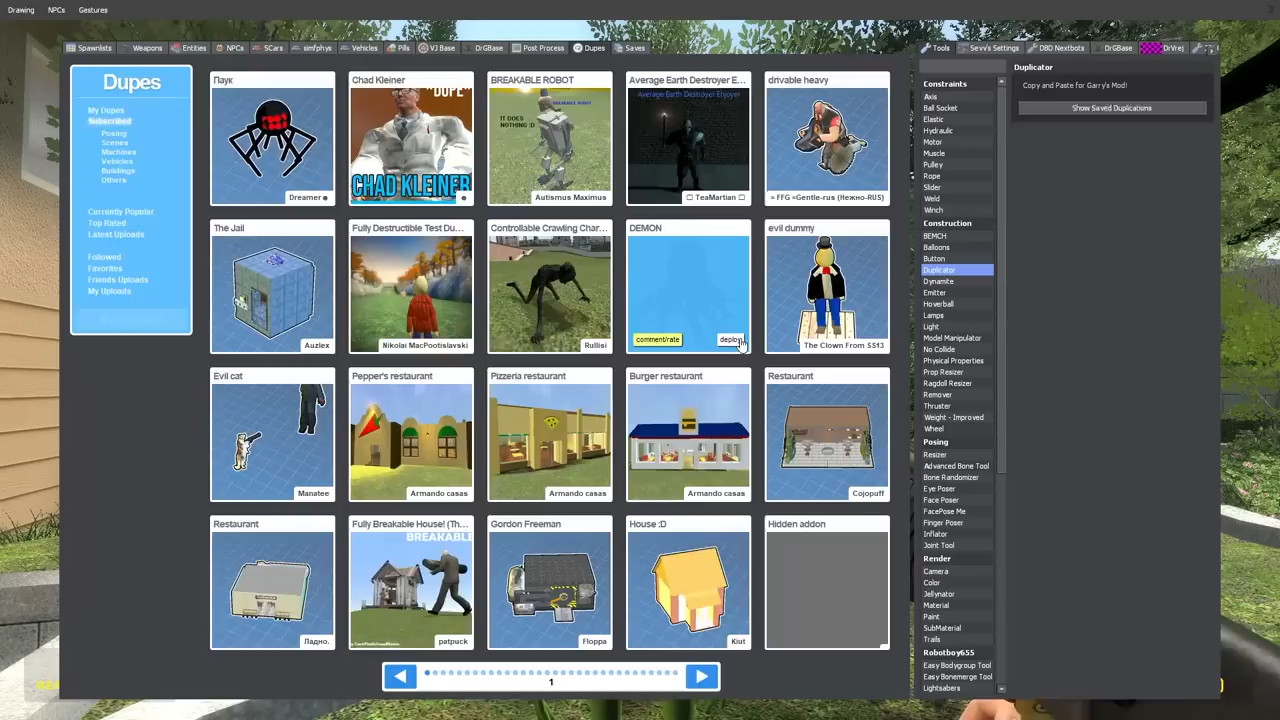 Drawing NPCs Gestures
Spawnlists Weapons Entities NPCs SCars simfphys Vehicles Pills VJ Base DrGBase Post Process Dupes Saves
Tools Sevv's Settings DBD Nextbots DrGBase DrVrej
Dupes
My Dupes
Subscribed
Posing
Scenes
Machines
Vehicles
Buildings
Others
Currently Popular
Top Rated
Latest Uploads
Followed
Favorites
Friends Uploads
My Uploads
Паук
Dreamer
Chad Kleiner
"DUPE"
CHAD KLEINER
BREAKABLE ROBOT
BREAKABLE ROBOT
IT DOES
NOTHING :D
Autismus Maximus
Average Earth Destroyer E...
Average Earth Destroyer Enjoyer
□ TeaMartian □
drivable heavy
= FFG =Gentle-rus (Нежно-RUS)
The Jail
Auzlex
Fully Destructible Test Du...
Nikolai MacPootislavski
Controllable Crawling Char...
Rullisi
DEMON
comment/rate deploy
evil dummy
The Clown From 5513
Evil cat
Manatee
Pepper's restaurant
Armando casas
Pizzeria restaurant
Armando casas
Burger restaurant
Armando casas
Restaurant
Cojopuff
Restaurant
Ладно.
Fully Breakable House! (Th...
BREAKABLE
patpuck
Gordon Freeman
Floppa
House :D
Kiut
Hidden addon
1
Constraints
Axis
Ball Socket
Elastic
Hydraulic
Motor
Muscle
Pulley
Rope
Slider
Weld
Winch
Construction
BEMCH
Balloons
Button
Duplicator
Dynamite
Emitter
Hoverball
Lamps
Light
Model Manipulator
No Collide
Physical Properties
Prop Resizer
Ragdoll Resizer
Remover
Thruster
Weight - Improved
Wheel
Posing
Resizer
Advanced Bone Tool
Bone Randomizer
Eye Poser
Face Poser
FacePose Me
Finger Poser
Inflator
Joint Tool
Render
Camera
Color
Jellynator
Material
Paint
SubMaterial
Trails
Robotboy655
Easy Bodygroup Tool
Easy Bonemerge Tool
Lightsabers
Duplicator
Copy and Paste for Garry's Mod!
Show Saved Duplications